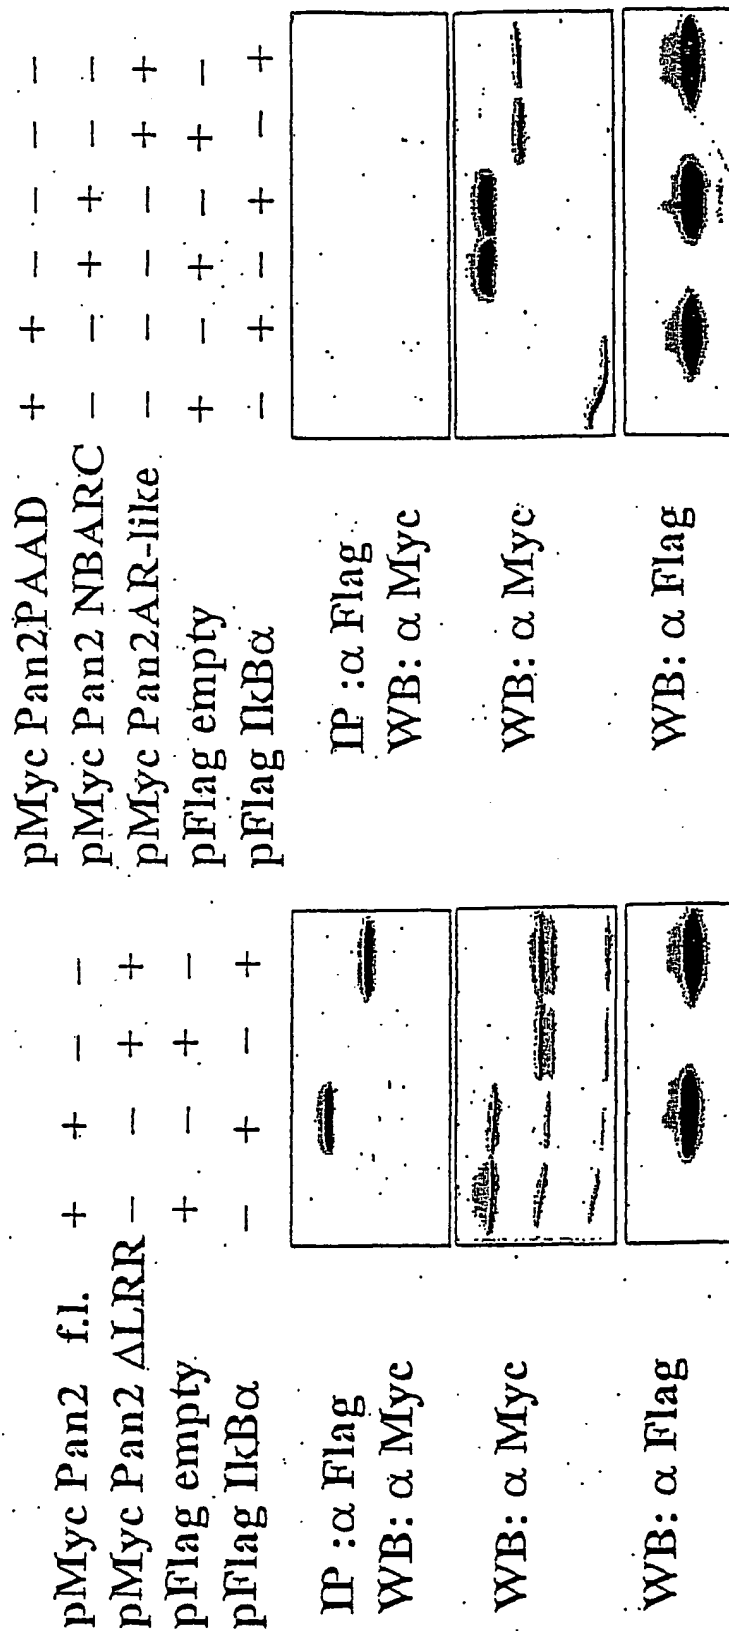 pMyc Pan2 f.l. + + − −
pMyc Pan2 ΔLRR − − + +
pFlag empty + − + −
pFlag IkBα − + − +
IP :α Flag
WB: α Myc
WB: α Myc
WB: α Flag
pMyc Pan2PAAD + + − − − −
pMyc Pan2 NBARC − − + + − −
pMyc Pan2AR-like − − − − + +
pFlag empty + − + − + −
pFlag IkBα − + − + − +
IP :α Flag
WB: α Myc
WB: α Myc
WB: α Flag